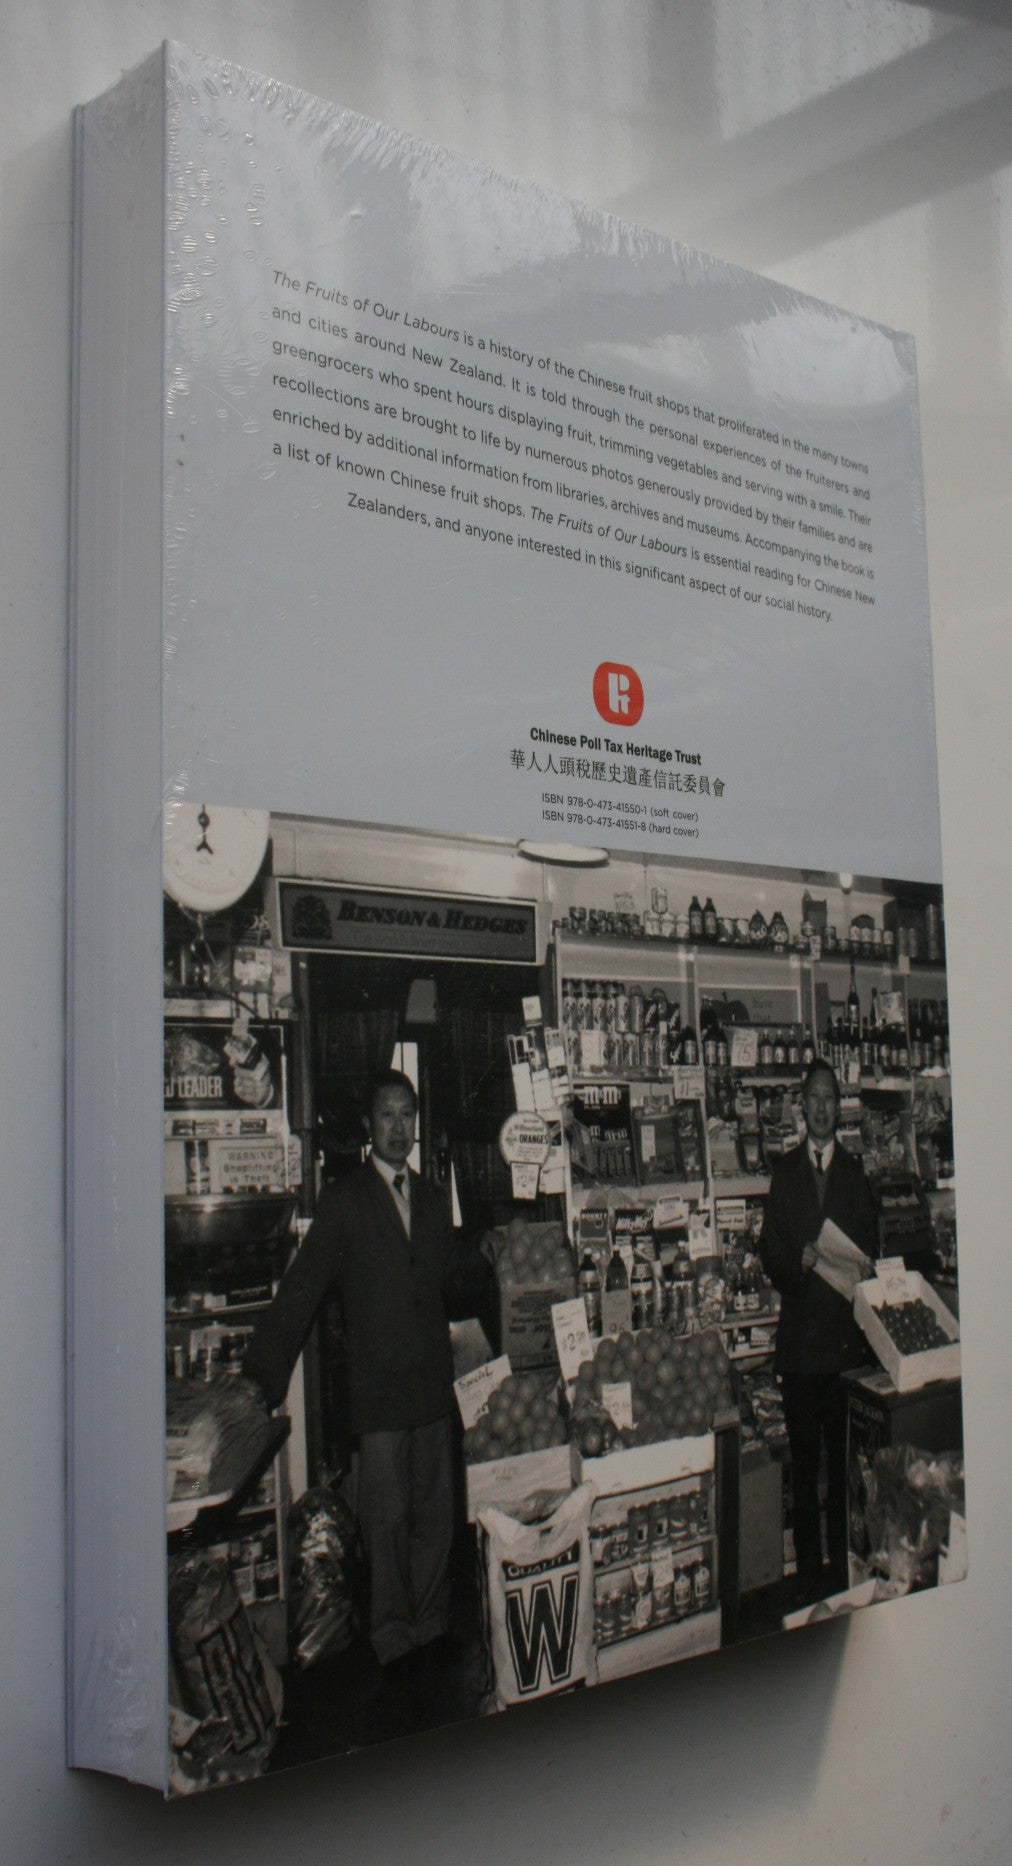 The Fruits of Our Labours is a history of the Chinese fruit shops that proliferated in the many towns
and cities around New Zealand. It is told through the personal experiences of the fruiterers and
greengrocers who spent hours displaying fruit, trimming vegetables and serving with a smile. Their
recollections are brought to life by numerous photos generously provided by their families and are
enriched by additional information from libraries, archives and museums. Accompanying the book is
a list of known Chinese fruit shops. The Fruits of Our Labours is essential reading for Chinese New
Zealanders, and anyone interested in this significant aspect of our social history.
Chinese Poll Tax Heritage Trust
華人人頭稅歷史遺產信託委員會
ISBN 978-0-473-41550-1 (soft cover)
ISBN 978-0-473-41551-8 (hard cover)
BENSON & HEDGES
LEADER
WARNING
Shoplifting
is Theft
m&m's
ORANGES
75
BOUNTY
$2.50
Special
QUALITY
W